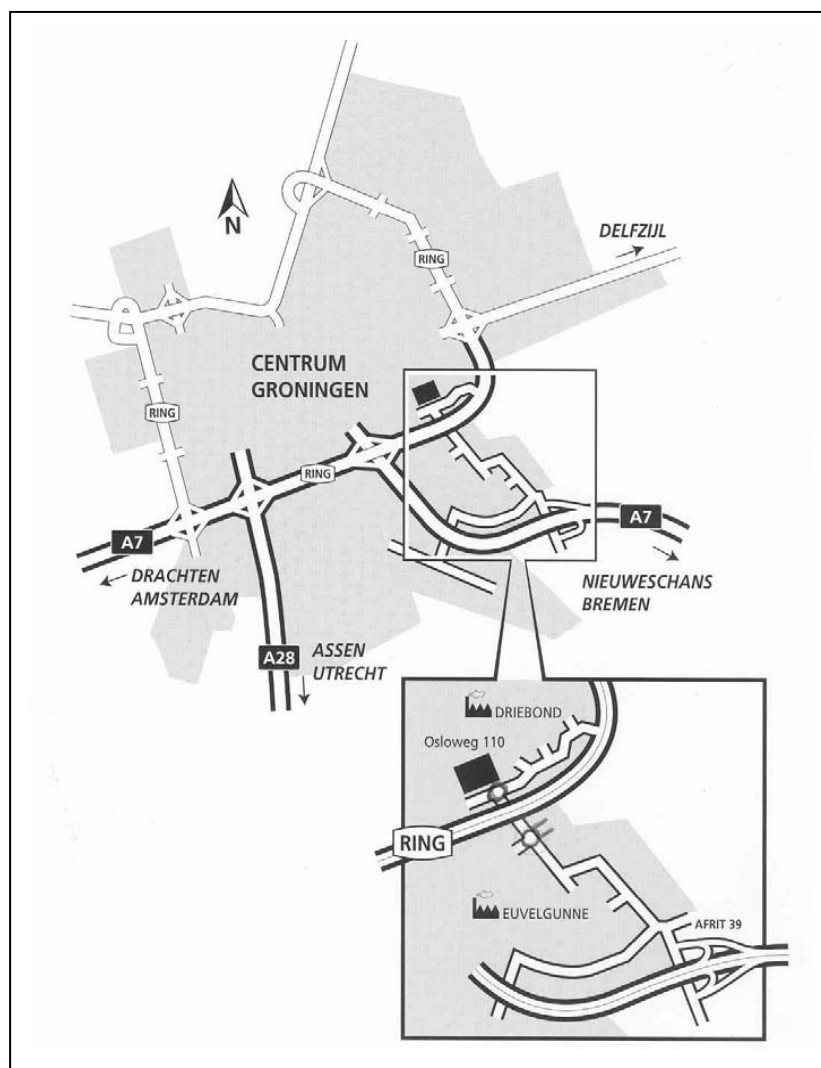 N
DELFZIJL
RING
CENTRUM
GRONINGEN
RING
RING
A7
A7
DRACHTEN
AMSTERDAM
NIEUWESCHANS
BREMEN
A28
ASSEN
UTRECHT
DRIEBOND
Osloweg 110
RING
EUVELGUNNE
AFRIT 39